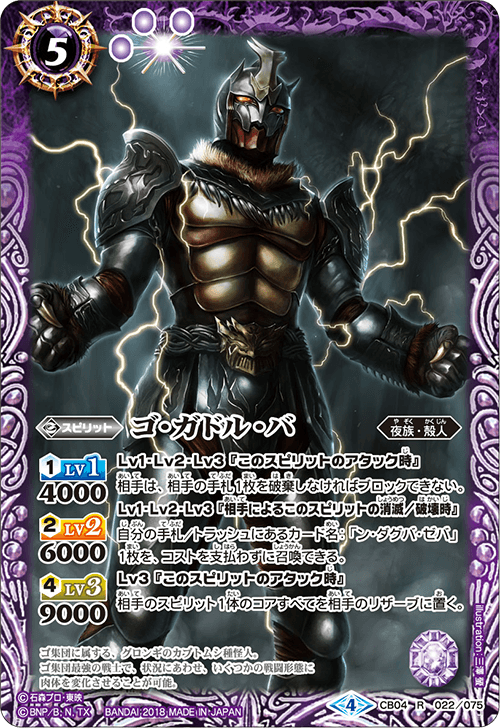 5
スピリット
ゴ・ガドル・バ
夜族・殻人
やぞく かくじん
1 LV1
4000
2 LV2
6000
4 LV3
9000
Lv1・Lv2・Lv3『このスピリットのアタック時』
相手は、相手の手札1枚を破棄しなければブロックできない。
Lv1・Lv2・Lv3『相手によるこのスピリットの消滅/破壊時』
自分の手札/トラッシュにあるカード名:「ン・ダグバ・ゼバ」
1枚を、コストを支払わずに召喚できる。
Lv3『このスピリットのアタック時』
相手のスピリット1体のコアすべてを相手のリザーブに置く。
ゴ集団に属する、グロンギのカブトムシ種怪人。
ゴ集団最強の戦士で、状況にあわせ、いくつかの戦闘形態に
肉体を変化させることが可能。
illustration:三澤
©石森プロ・東映
©BNP/B, N, TX BANDAI 2018 MADE IN JAPAN
4
CB04 R 022/075